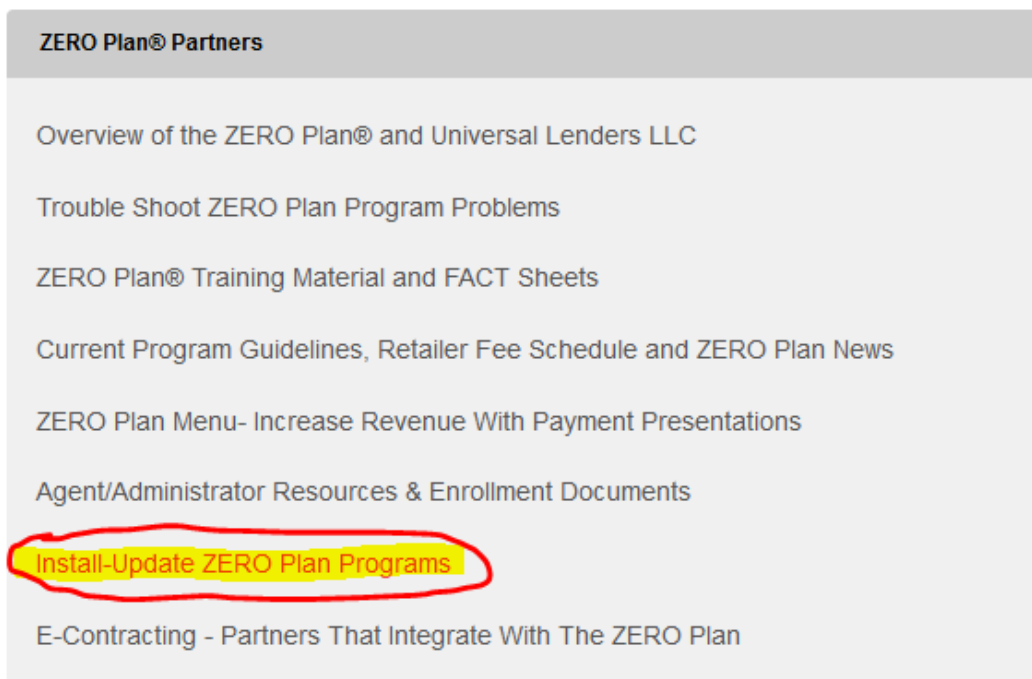 ZERO Plan® Partners
Overview of the ZERO Plan® and Universal Lenders LLC
Trouble Shoot ZERO Plan Program Problems
ZERO Plan® Training Material and FACT Sheets
Current Program Guidelines, Retailer Fee Schedule and ZERO Plan News
ZERO Plan Menu- Increase Revenue With Payment Presentations
Agent/Administrator Resources & Enrollment Documents
Install-Update ZERO Plan Programs
E-Contracting - Partners That Integrate With The ZERO Plan